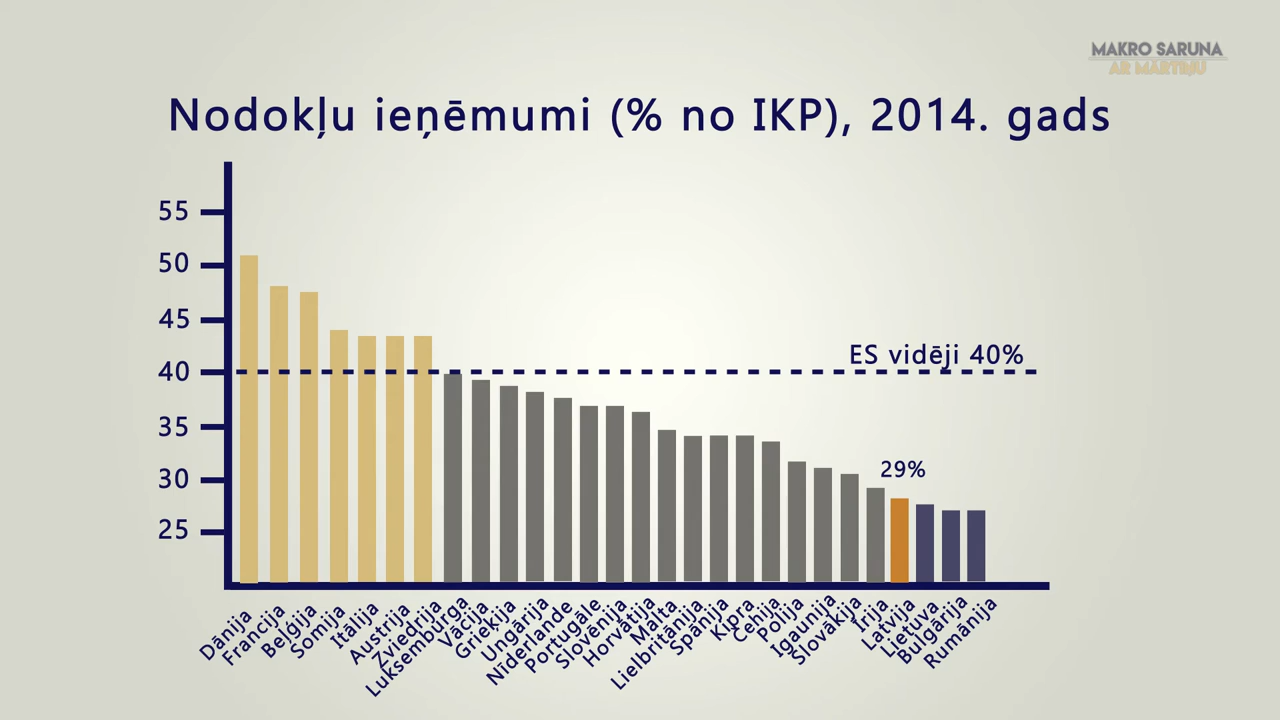 MAKRO SARUNA
AR MĀRTIŅU
Nodokļu ieņēmumi (% no IKP), 2014. gads
55
50
45
40
35
30
25
ES vidēji 40%
29%
Dānija
Francija
Beļģija
Somija
Itālija
Austrija
Zviedrija
Luksemburga
Vācija
Grieķija
Ungārija
Nīderlande
Portugāle
Slovēnija
Horvātija
Malta
Lielbritānija
Spānija
Kipra
Čehija
Polija
Igaunija
Slovākija
Īrija
Latvija
Lietuva
Bulgārija
Rumānija